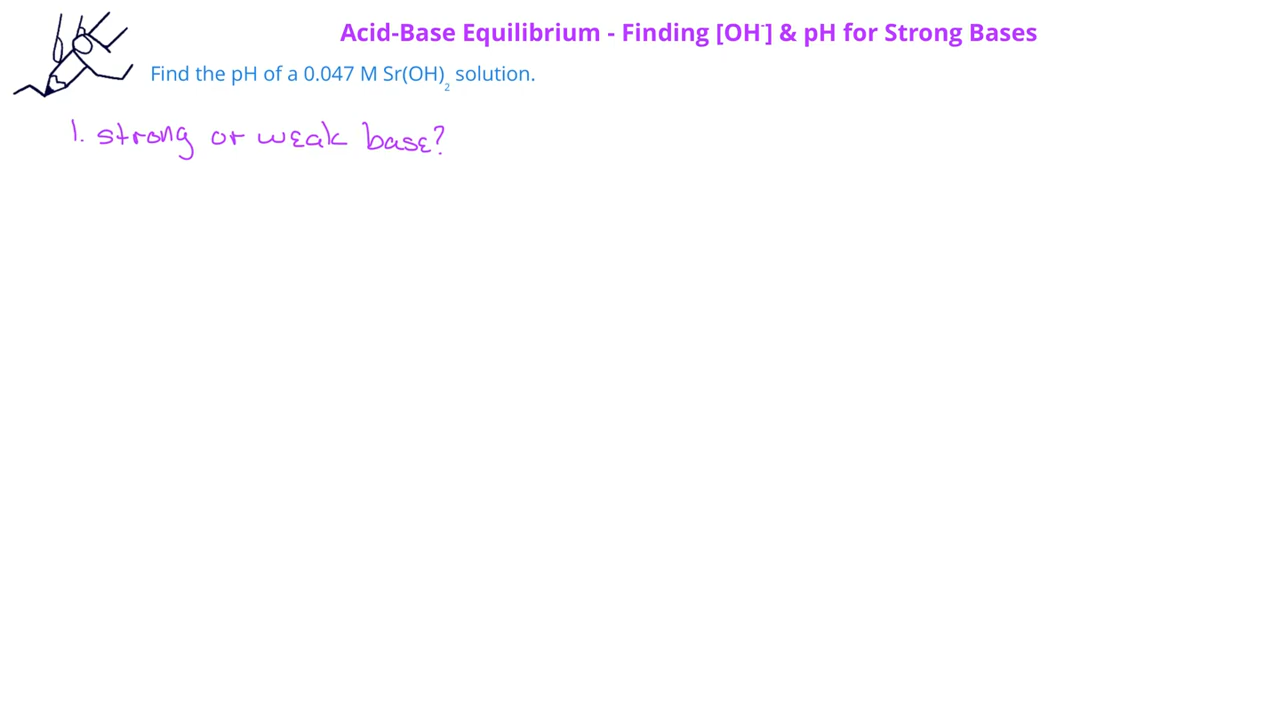 Acid-Base Equilibrium - Finding [OH⁻] & pH for Strong Bases
Find the pH of a 0.047 M Sr(OH)₂ solution.
1. strong or weak base?